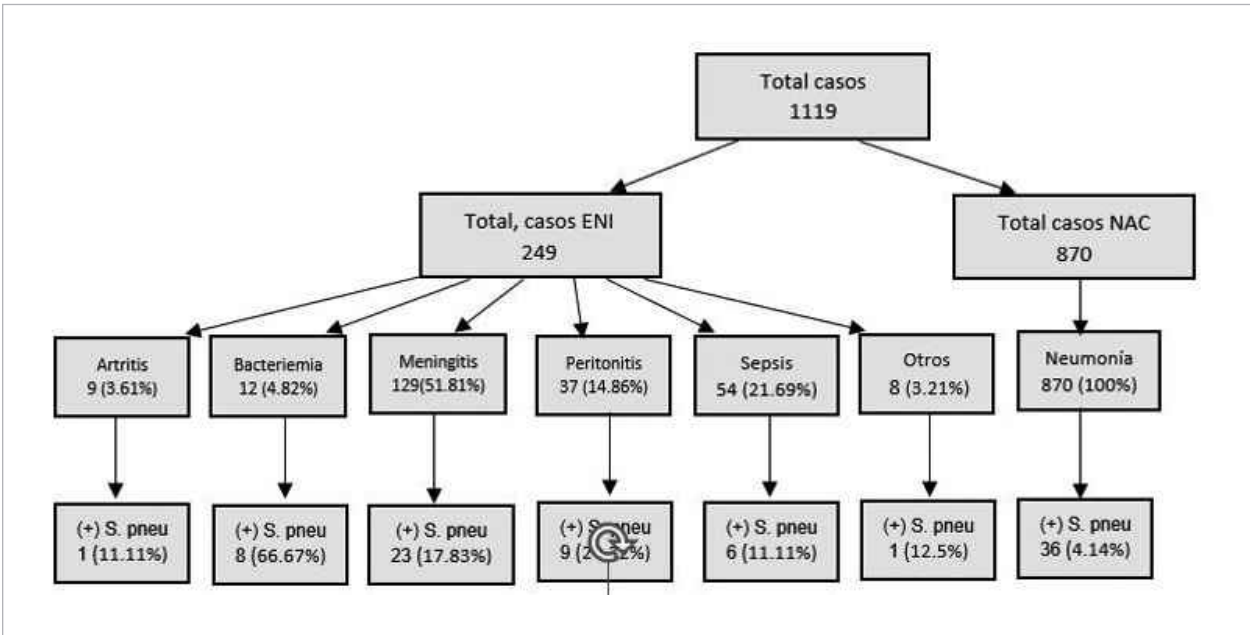 Total casos
1119
Total, casos ENI
249
Total casos NAC
870
Artritis
9 (3.61%)
Bacteriemia
12 (4.82%)
Meningitis
129(51.81%)
Peritonitis
37 (14.86%)
Sepsis
54 (21.69%)
Otros
8 (3.21%)
Neumonía
870 (100%)
(+) S. pneu
1 (11.11%)
(+) S. pneu
8 (66.67%)
(+) S. pneu
23 (17.83%)
(+) S. pneu
9
(+) S. pneu
6 (11.11%)
(+) S. pneu
1 (12.5%)
(+) S. pneu
36 (4.14%)